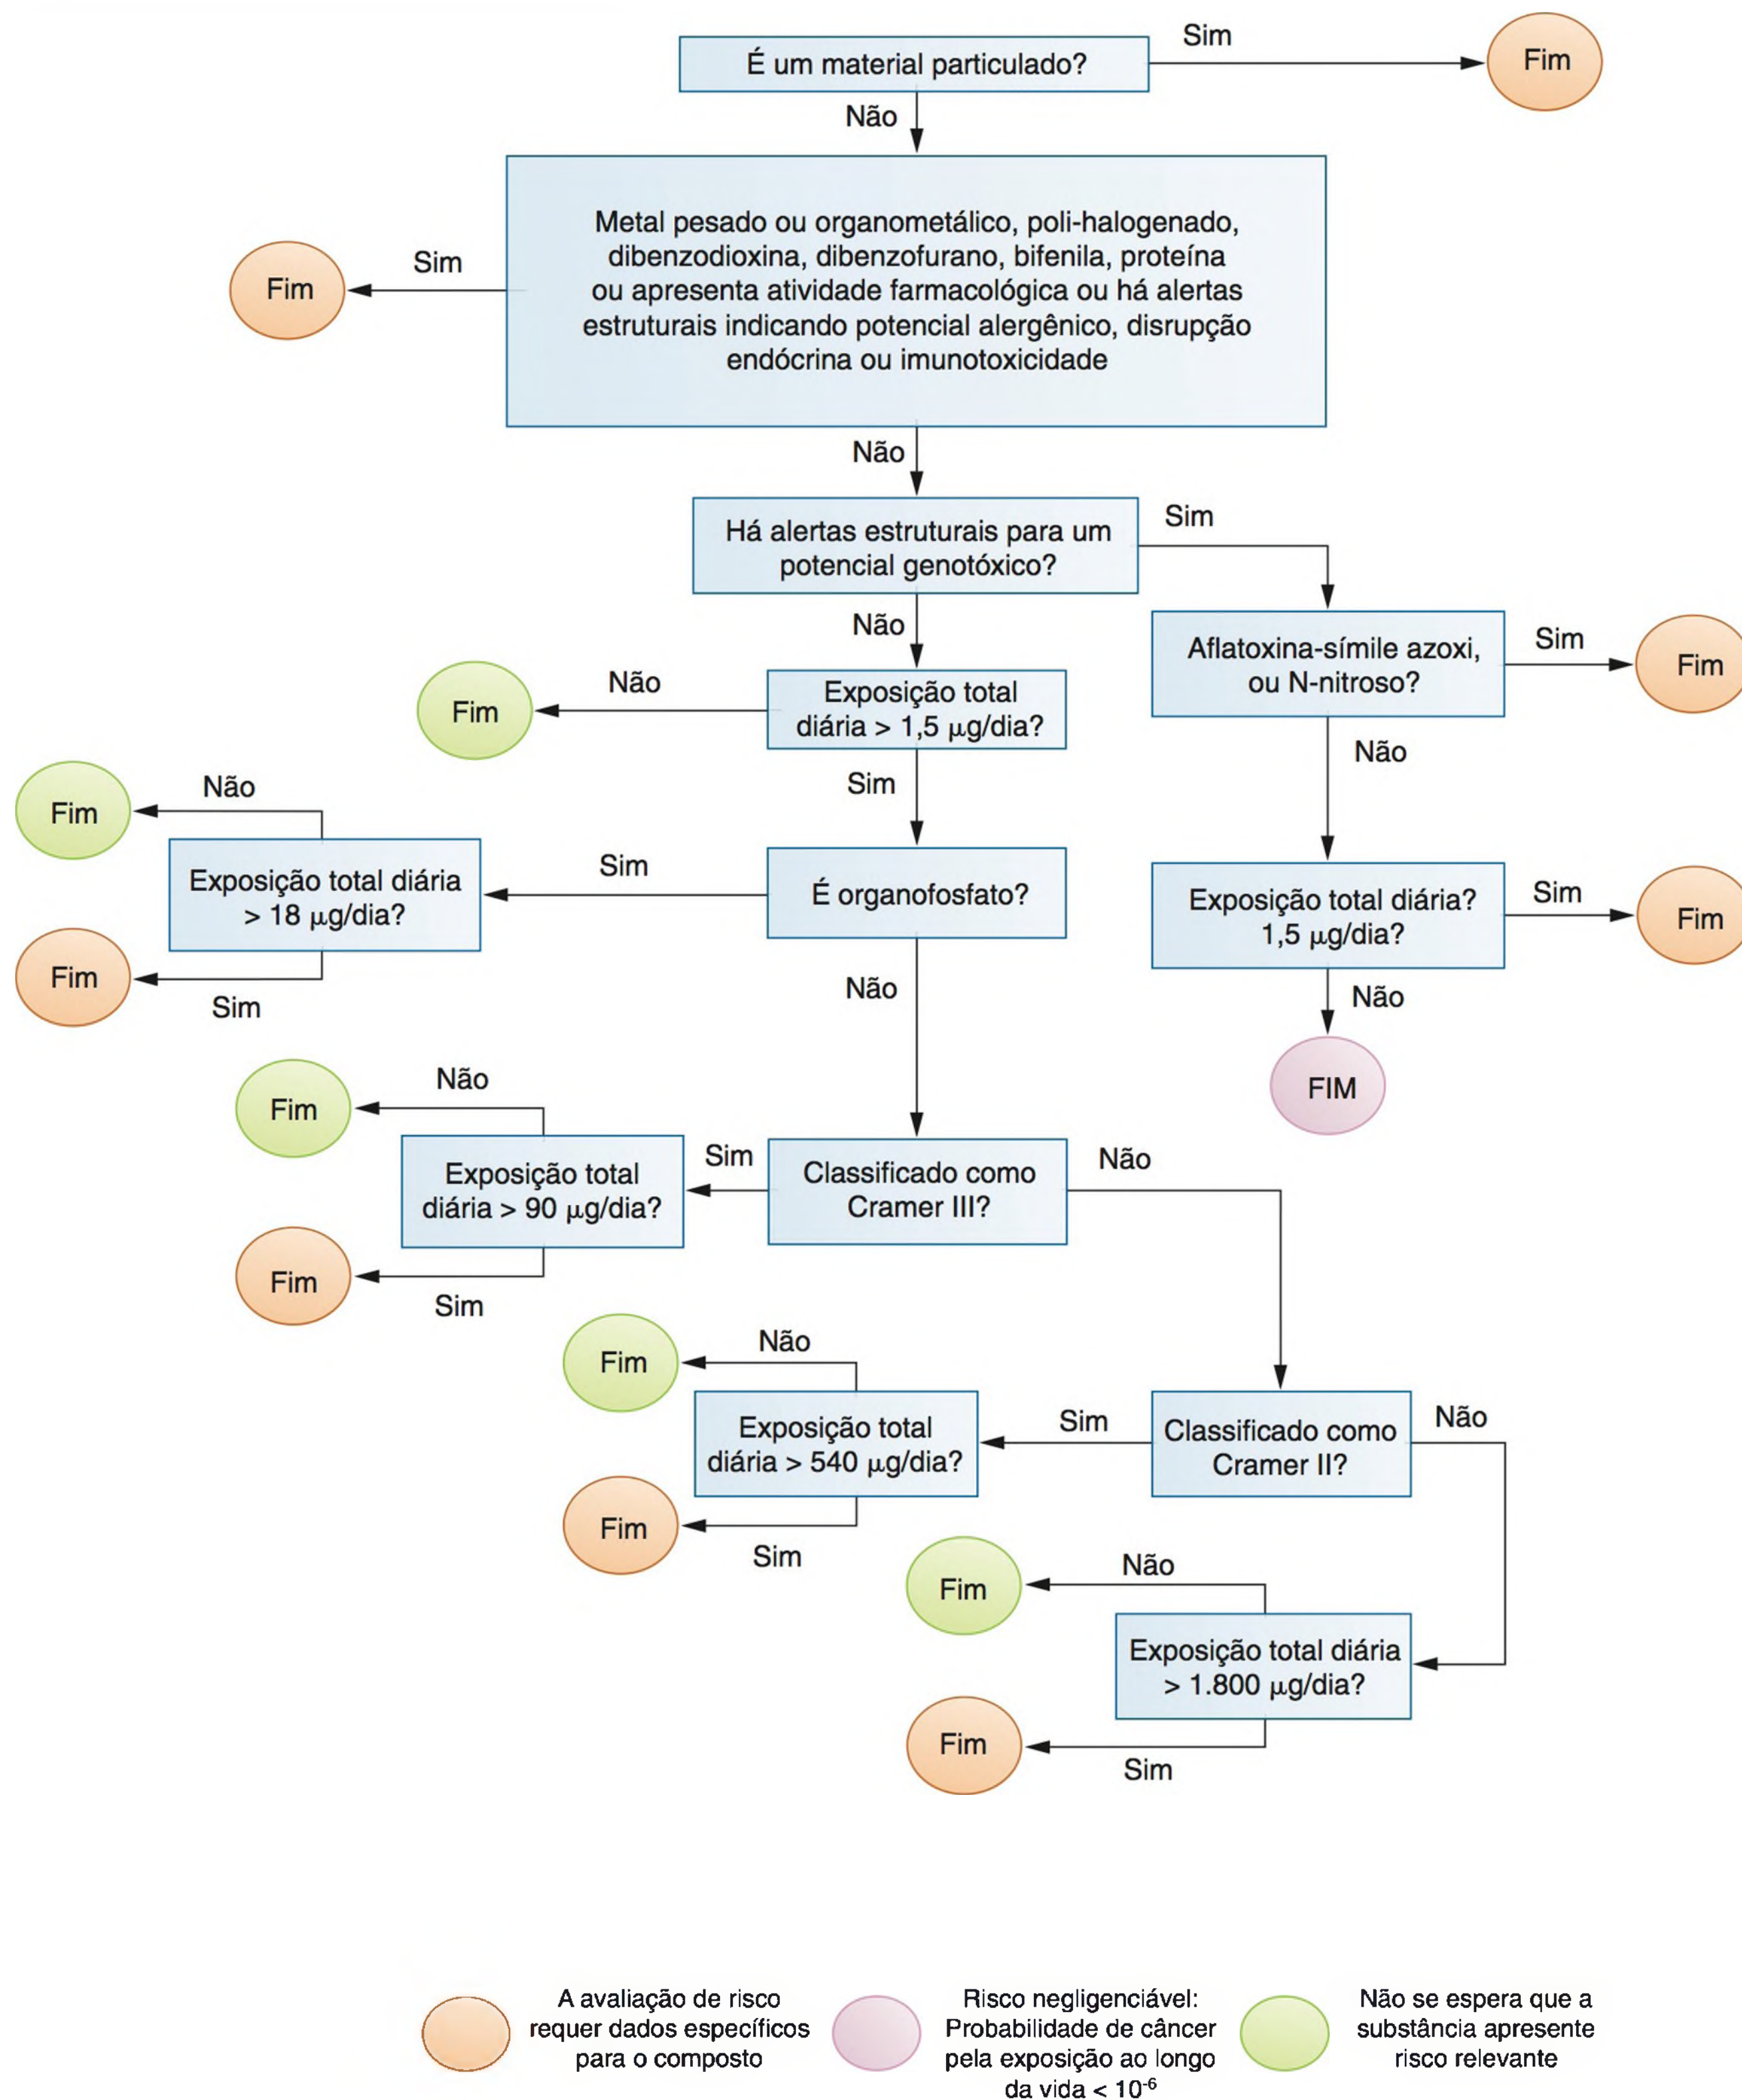 Sim
É um material particulado?
Fim
Não
Metal pesado ou organometálico, poli-halogenado,
dibenzodioxina, dibenzofurano, bifenila, proteína
ou apresenta atividade farmacológica ou há alertas
estruturais indicando potencial alergênico, disrupção
endócrina ou imunotoxicidade
Sim
Fim
Não
Há alertas estruturais para um
potencial genotóxico?
Sim
Não
Aflatoxina-símile azoxi,
ou N-nitroso?
Sim
Fim
Não
Exposição total
diária > 1,5 μg/dia?
Não
Fim
Sim
É organofosfato?
Sim
Exposição total diária
> 18 μg/dia?
Não
Fim
Fim
Sim
Exposição total diária?
1,5 μg/dia?
Sim
Fim
Não
FIM
Não
Classificado como
Cramer III?
Sim
Exposição total
diária > 90 μg/dia?
Não
Fim
Fim
Sim
Não
Classificado como
Cramer II?
Sim
Exposição total
diária > 540 μg/dia?
Não
Fim
Fim
Sim
Não
Exposição total diária
> 1.800 μg/dia?
Não
Fim
Fim
Sim
A avaliação de risco
requer dados específicos
para o composto
Risco negligenciável:
Probabilidade de câncer
pela exposição ao longo
da vida < 10⁻⁶
Não se espera que a
substância apresente
risco relevante